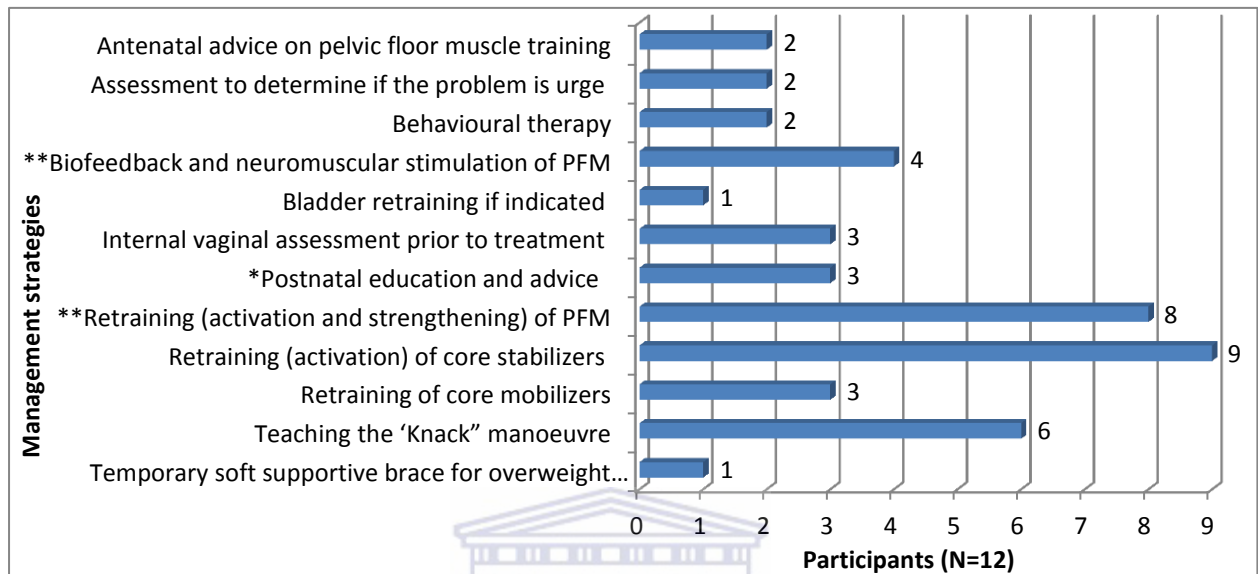 Management strategies
Antenatal advice on pelvic floor muscle training 2
Assessment to determine if the problem is urge 2
Behavioural therapy 2
**Biofeedback and neuromuscular stimulation of PFM 4
Bladder retraining if indicated 1
Internal vaginal assessment prior to treatment 3
*Postnatal education and advice 3
**Retraining (activation and strengthening) of PFM 8
Retraining (activation) of core stabilizers 9
Retraining of core mobilizers 3
Teaching the ‘Knack” manoeuvre 6
Temporary soft supportive brace for overweight… 1
0 1 2 3 4 5 6 7 8 9
Participants (N=12)